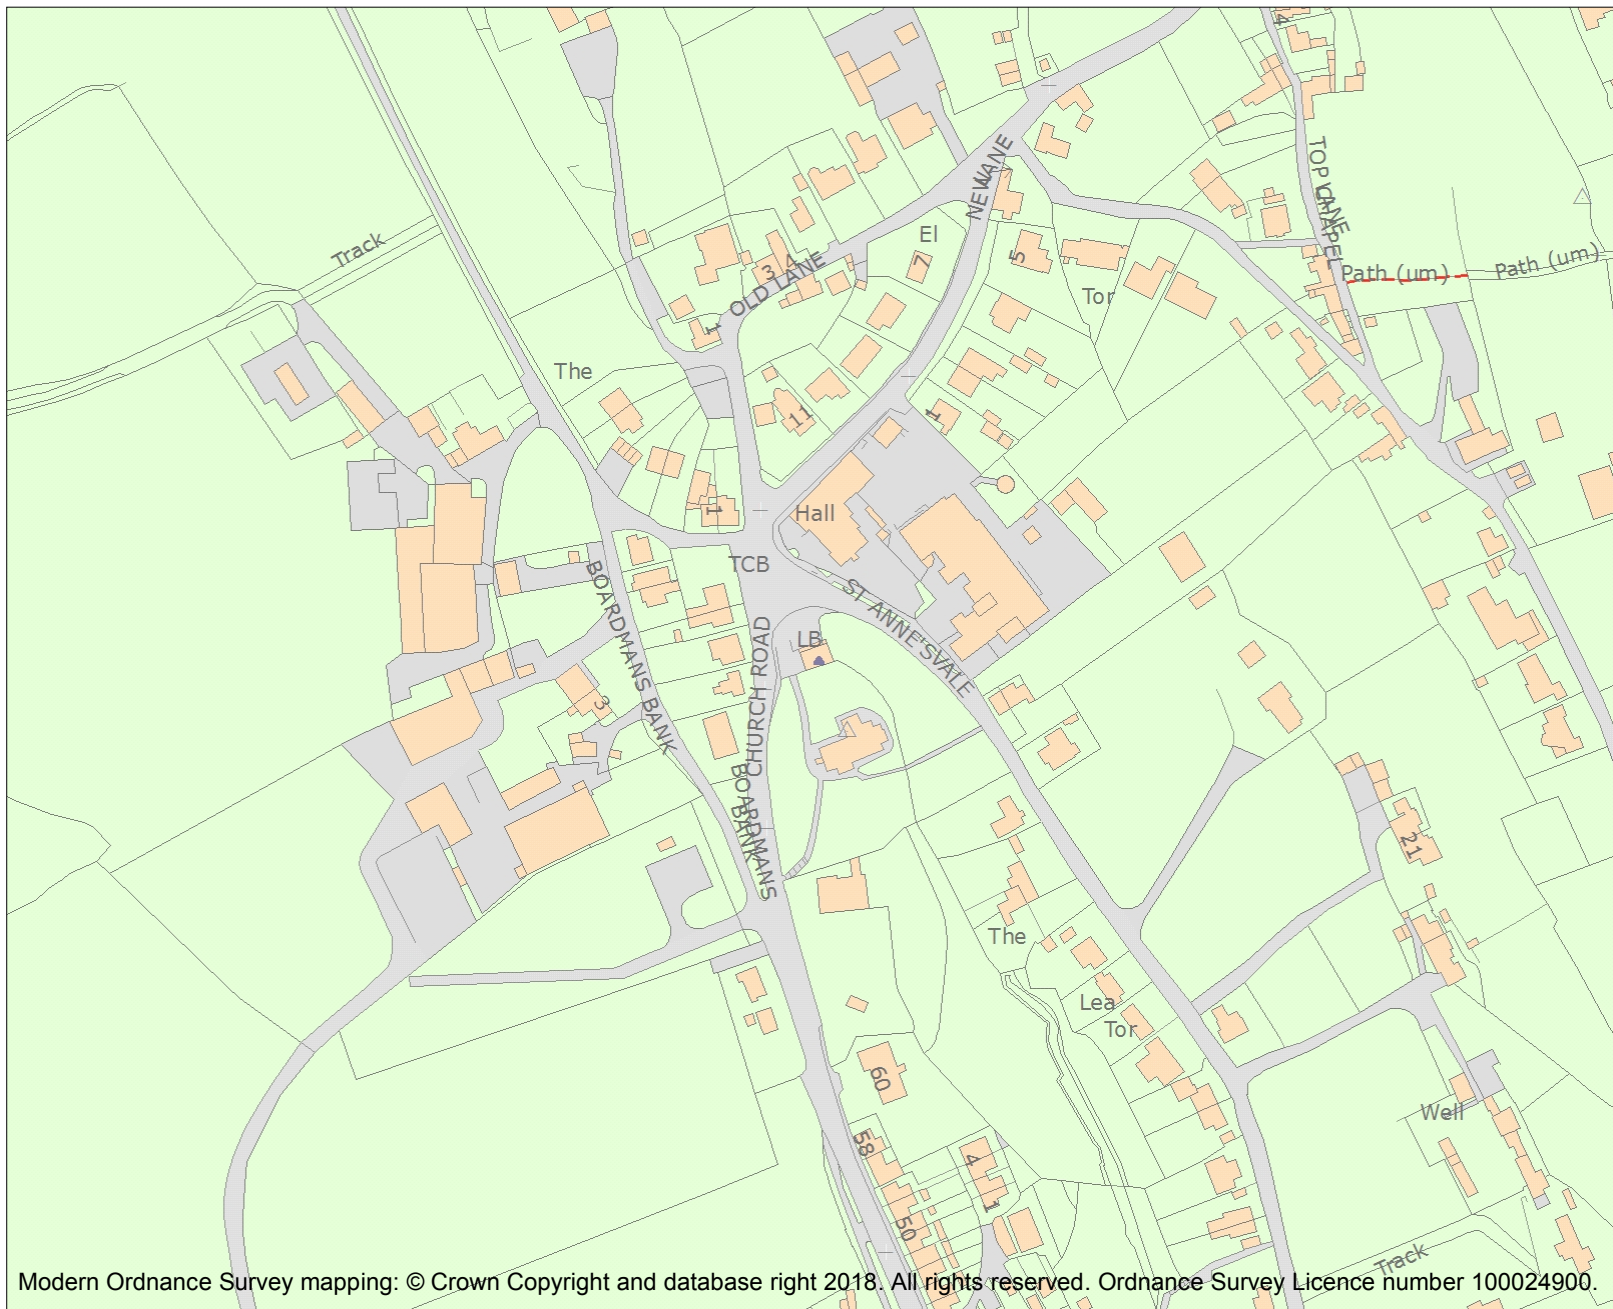 4
NEW LANE
TOP CHAPEL LANE
Track
El
7
5
Path (um)
Path (um)
3 4
OLD LANE
Tor
1
The
11
1
1
Hall
TCB
BOARDMANS BANK
ST ANNE'S VALE
LB
CHURCH ROAD
3
BOARDMANS BANK
21
The
Lea
Tor
60
Well
58
4
1
50
Track
Modern Ordnance Survey mapping: © Crown Copyright and database right 2018. All rights reserved. Ordnance Survey Licence number 100024900.